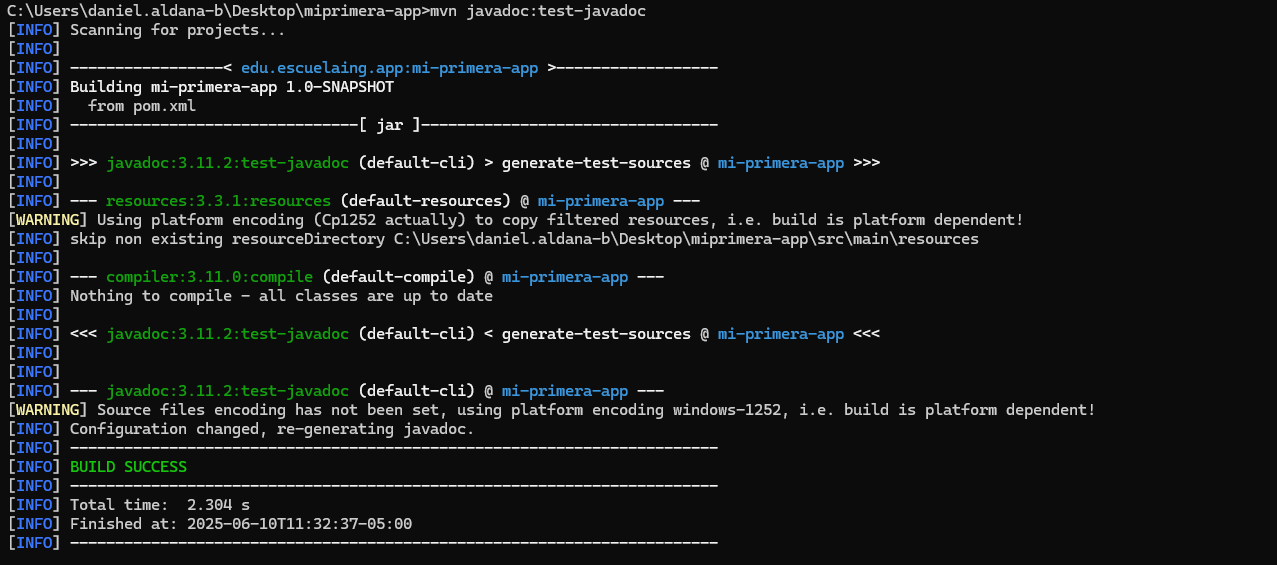 C:\Users\daniel.aldana-b\Desktop\miprimera-app>mvn javadoc:test-javadoc
[INFO] Scanning for projects...
[INFO]
[INFO] -----------------< edu.escuelaing.app:mi-primera-app >------------------
[INFO] Building mi-primera-app 1.0-SNAPSHOT
[INFO]   from pom.xml
[INFO] --------------------------------[ jar ]---------------------------------
[INFO]
[INFO] >>> javadoc:3.11.2:test-javadoc (default-cli) > generate-test-sources @ mi-primera-app >>>
[INFO]
[INFO] --- resources:3.3.1:resources (default-resources) @ mi-primera-app ---
[WARNING] Using platform encoding (Cp1252 actually) to copy filtered resources, i.e. build is platform dependent!
[INFO] skip non existing resourceDirectory C:\Users\daniel.aldana-b\Desktop\miprimera-app\src\main\resources
[INFO]
[INFO] --- compiler:3.11.0:compile (default-compile) @ mi-primera-app ---
[INFO] Nothing to compile - all classes are up to date
[INFO]
[INFO] <<< javadoc:3.11.2:test-javadoc (default-cli) < generate-test-sources @ mi-primera-app <<<
[INFO]
[INFO]
[INFO] --- javadoc:3.11.2:test-javadoc (default-cli) @ mi-primera-app ---
[WARNING] Source files encoding has not been set, using platform encoding windows-1252, i.e. build is platform dependent!
[INFO] Configuration changed, re-generating javadoc.
[INFO] ------------------------------------------------------------------------
[INFO] BUILD SUCCESS
[INFO] ------------------------------------------------------------------------
[INFO] Total time:  2.304 s
[INFO] Finished at: 2025-06-10T11:32:37-05:00
[INFO] ------------------------------------------------------------------------